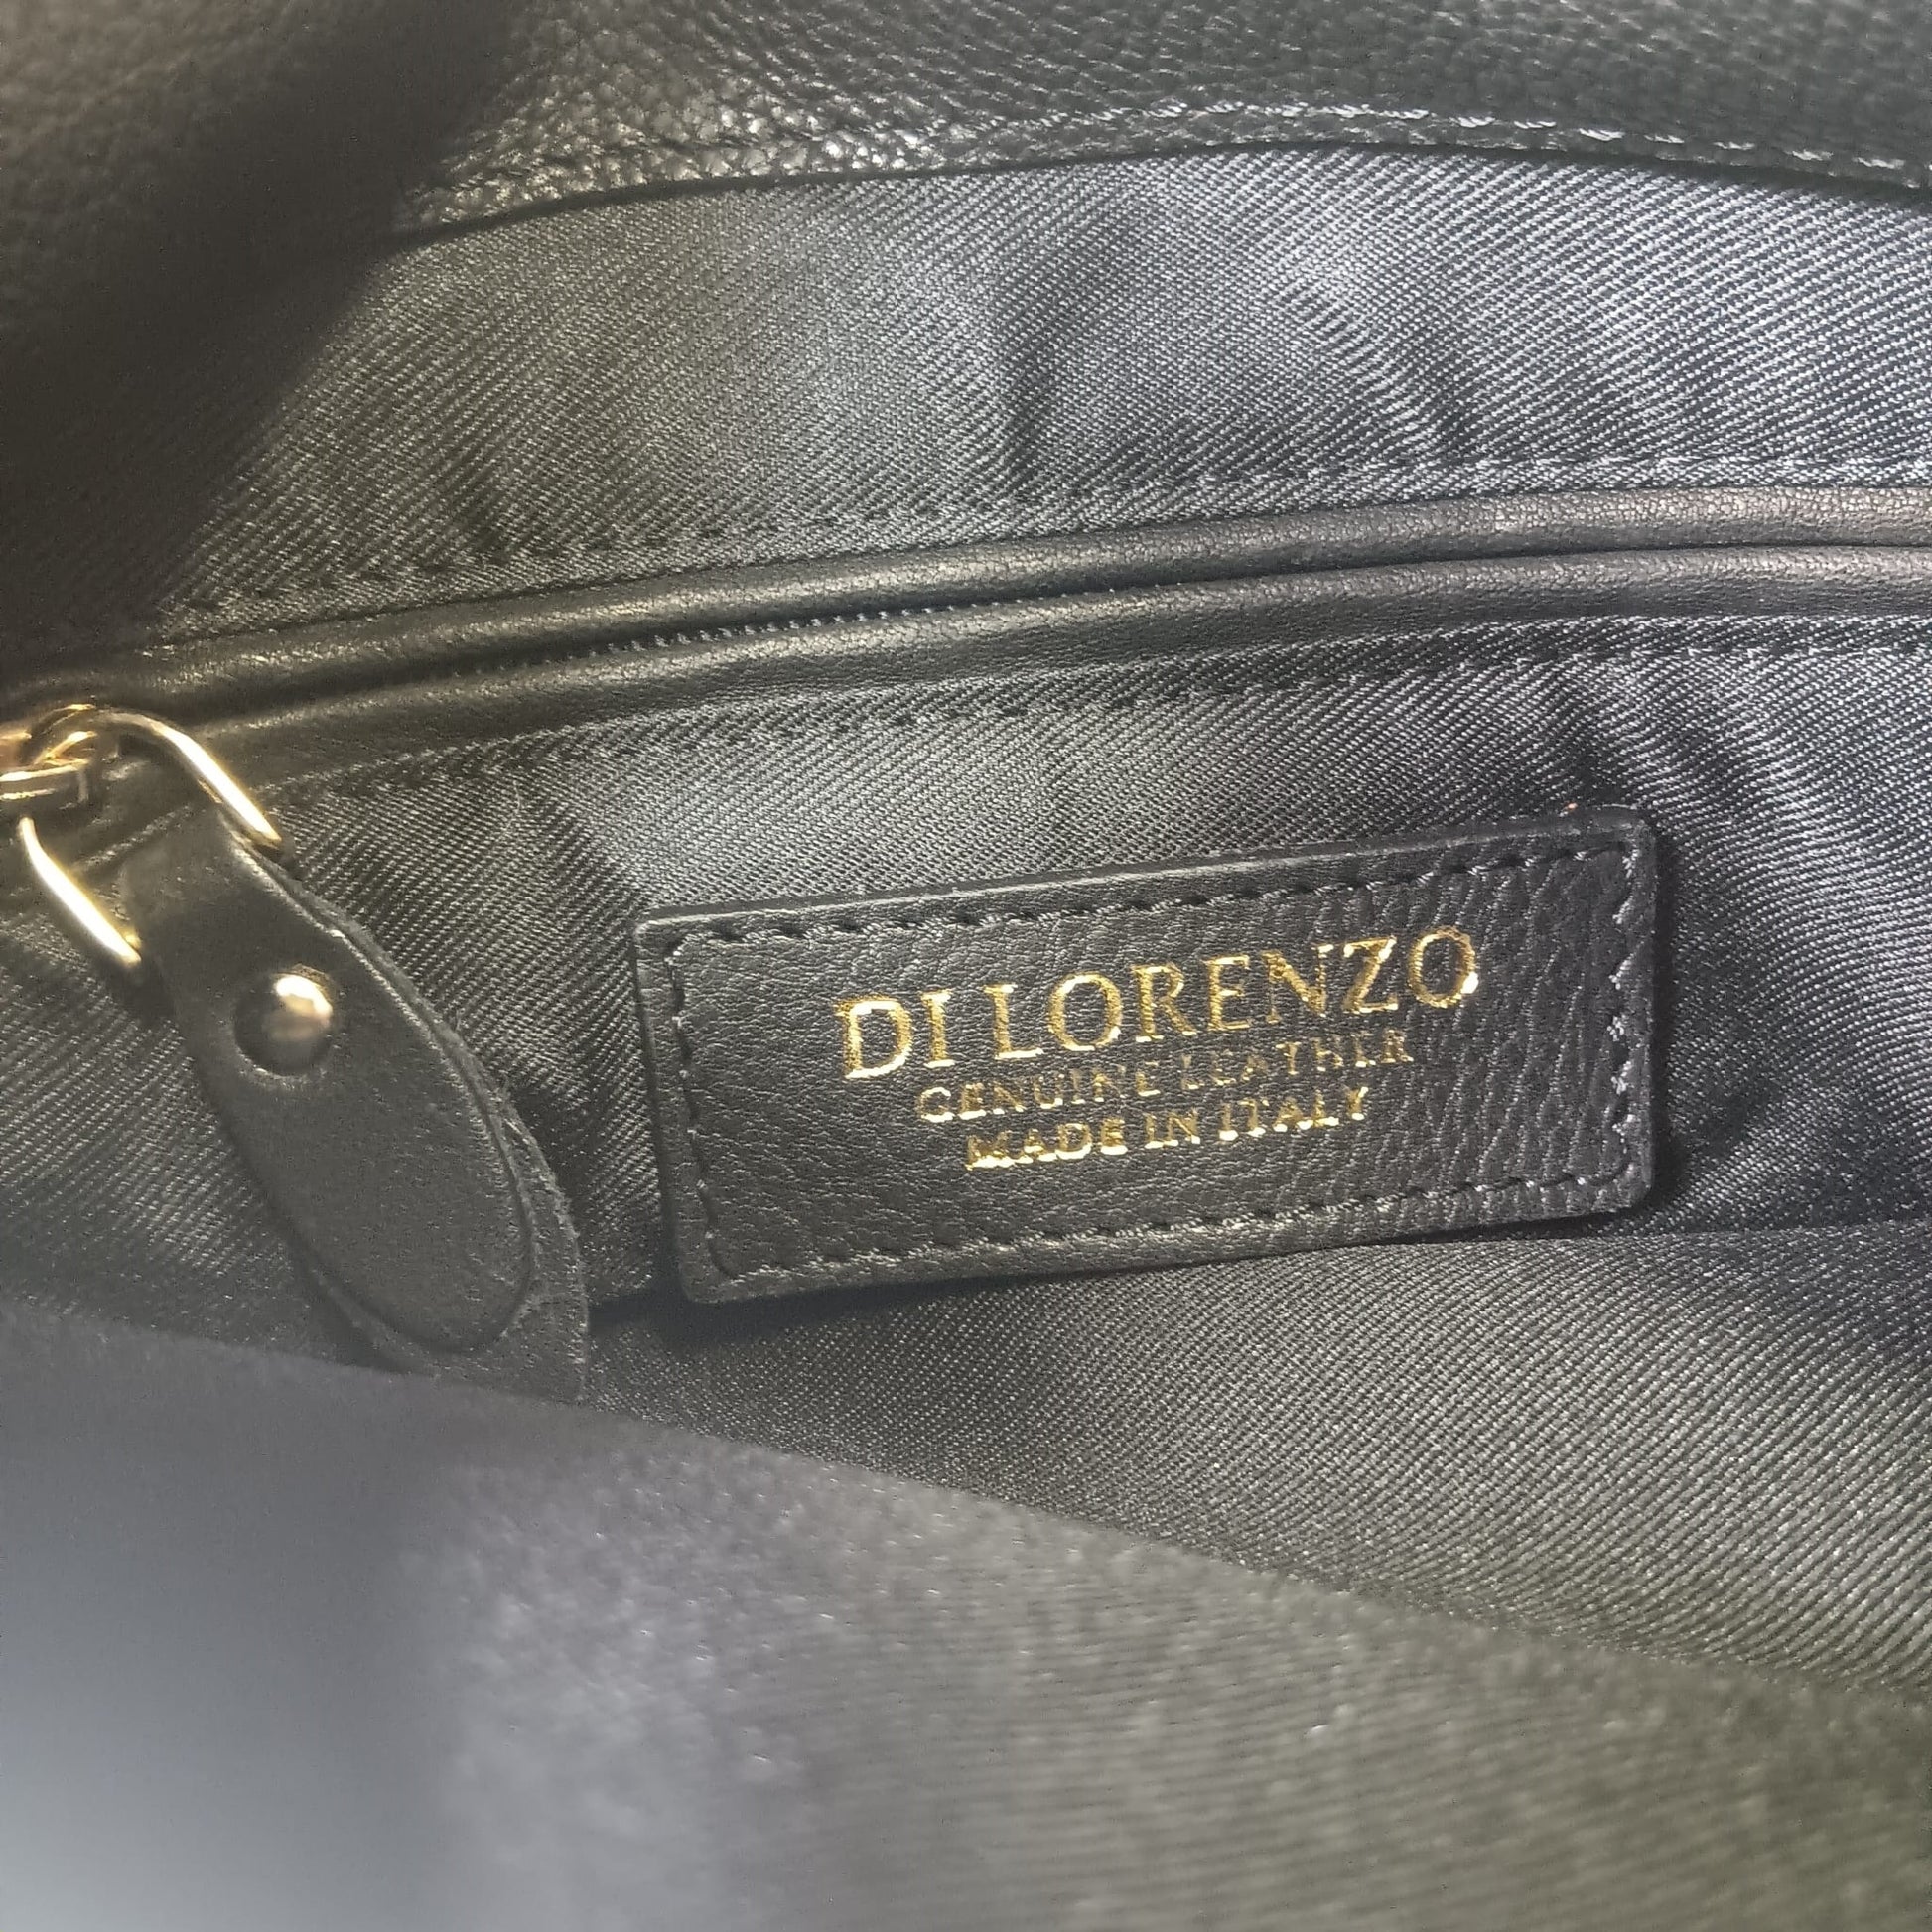 DI LORENZO
GENUINE LEATHER
MADE IN ITALY